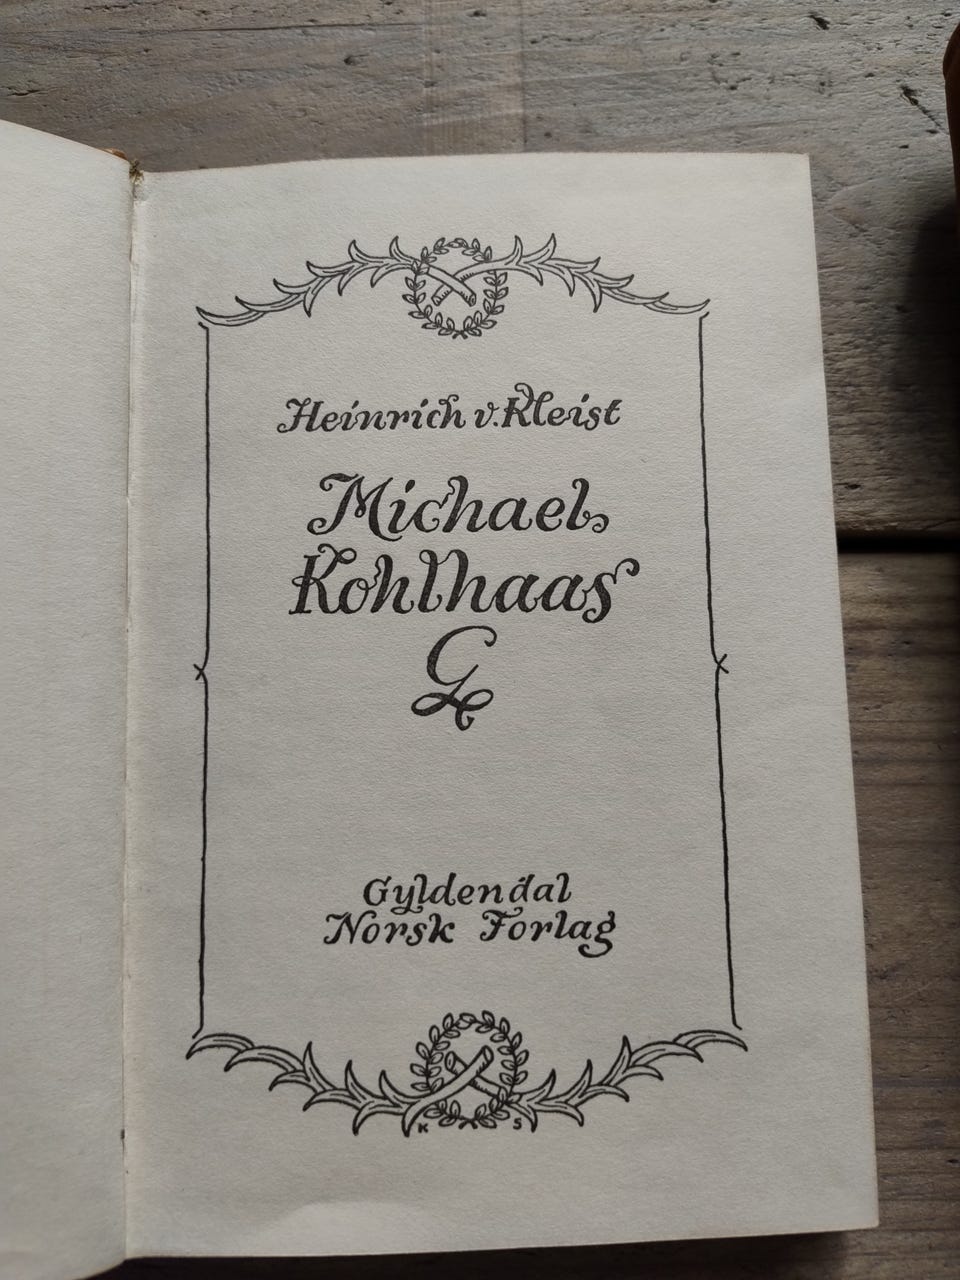 Heinrich v. Kleist
Michael
Kohlhaas
G
Gyldendal
Norsk Forlag
K S